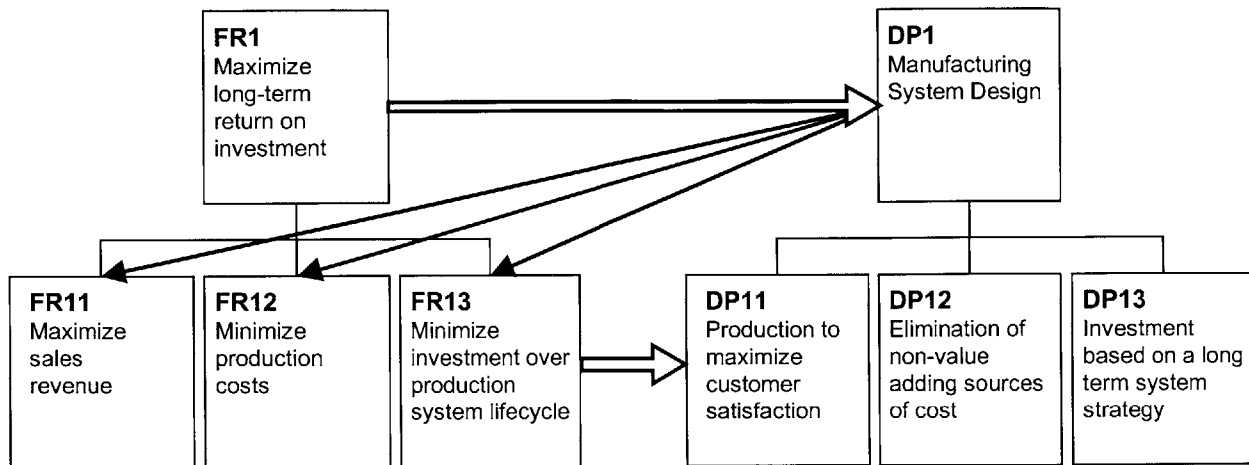 FR1
Maximize
long-term
return on
investment
DP1
Manufacturing
System Design
FR11
Maximize
sales
revenue
FR12
Minimize
production
costs
FR13
Minimize
investment over
production
system lifecycle
DP11
Production to
maximize
customer
satisfaction
DP12
Elimination of
non-value
adding sources
of cost
DP13
Investment
based on a long
term system
strategy